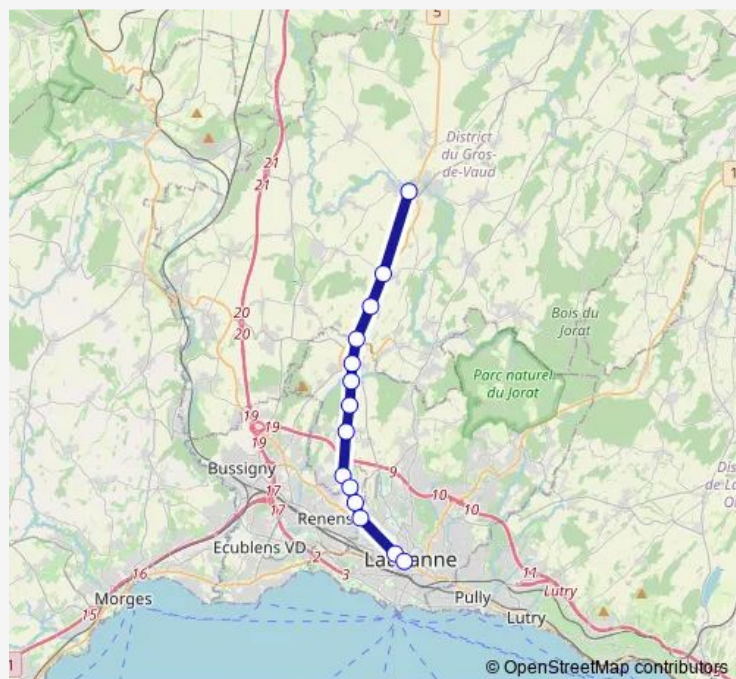 5
21
21
District
du Gros-
de-Vaud
1
20
20
Bois du
Jorat
Parc naturel
du Jorat
19
19
19
Bussigny
9
10
10
17
17
Renens
Ecublens VD
2
3
Lausanne
11
Lutry
16
Morges
15
Pully
Lutry
1
© OpenStreetMap contributors